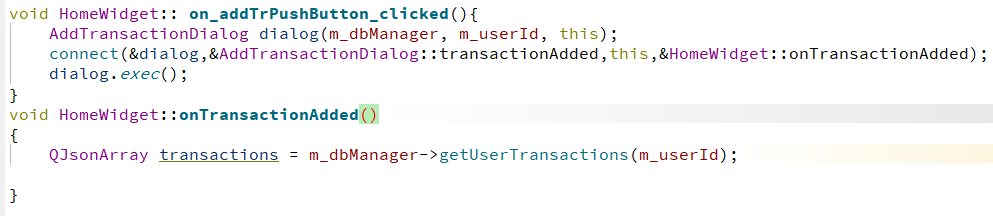 void HomeWidget:: on_addTrPushButton_clicked(){
AddTransactionDialog dialog(m_dbManager, m_userId, this);
connect(&dialog,&AddTransactionDialog::transactionAdded,this,&HomeWidget::onTransactionAdded);
dialog.exec();
}
void HomeWidget::onTransactionAdded()
{
QJsonArray transactions = m_dbManager->getUserTransactions(m_userId);
}